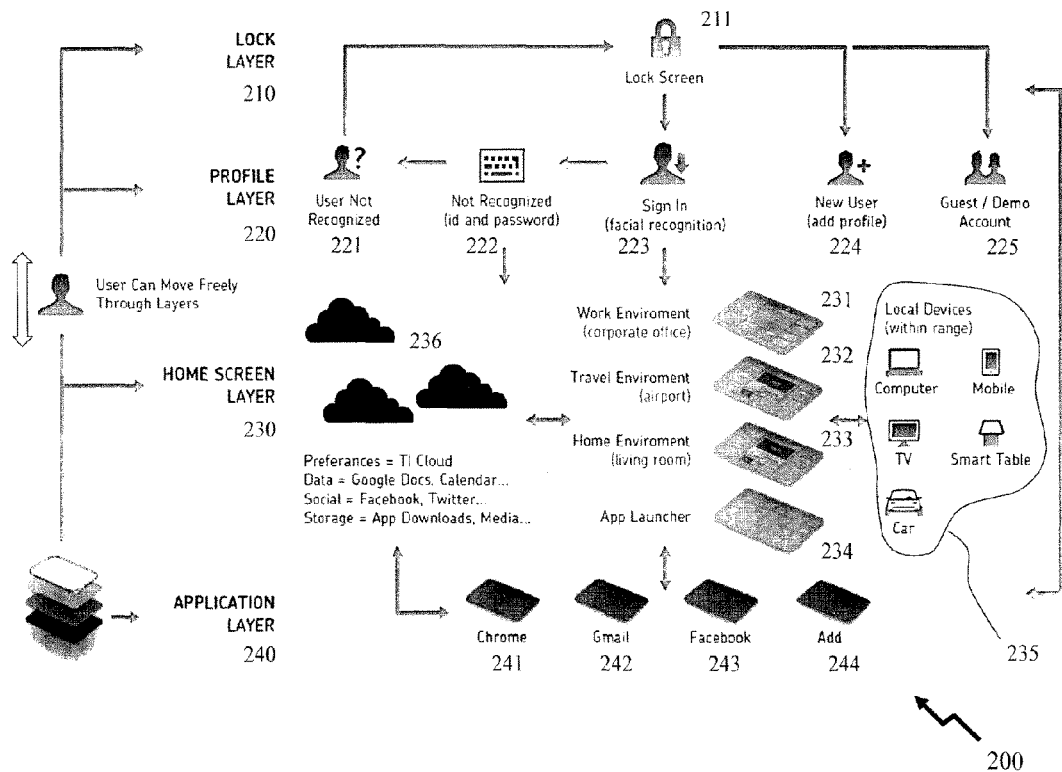 211
LOCK
LAYER
210
Lock Screen
PROFILE
LAYER
220
User Not
Recognized
221
Not Recognized
(id and password)
222
Sign In
(facial recognition)
223
New User
(add profile)
224
Guest / Demo
Account
225
User Can Move Freely
Through Layers
HOME SCREEN
LAYER
230
236
Preferances = TI Cloud
Data = Google Docs, Calendar...
Social = Facebook, Twitter...
Storage = App Downloads, Media...
Work Enviroment
(corporate office)
231
Travel Enviroment
(airport)
232
Home Enviroment
(living room)
233
App Launcher
234
Local Devices
(within range)
Computer
Mobile
TV
Smart Table
Car
235
APPLICATION
LAYER
240
Chrome
241
Gmail
242
Facebook
243
Add
244
200